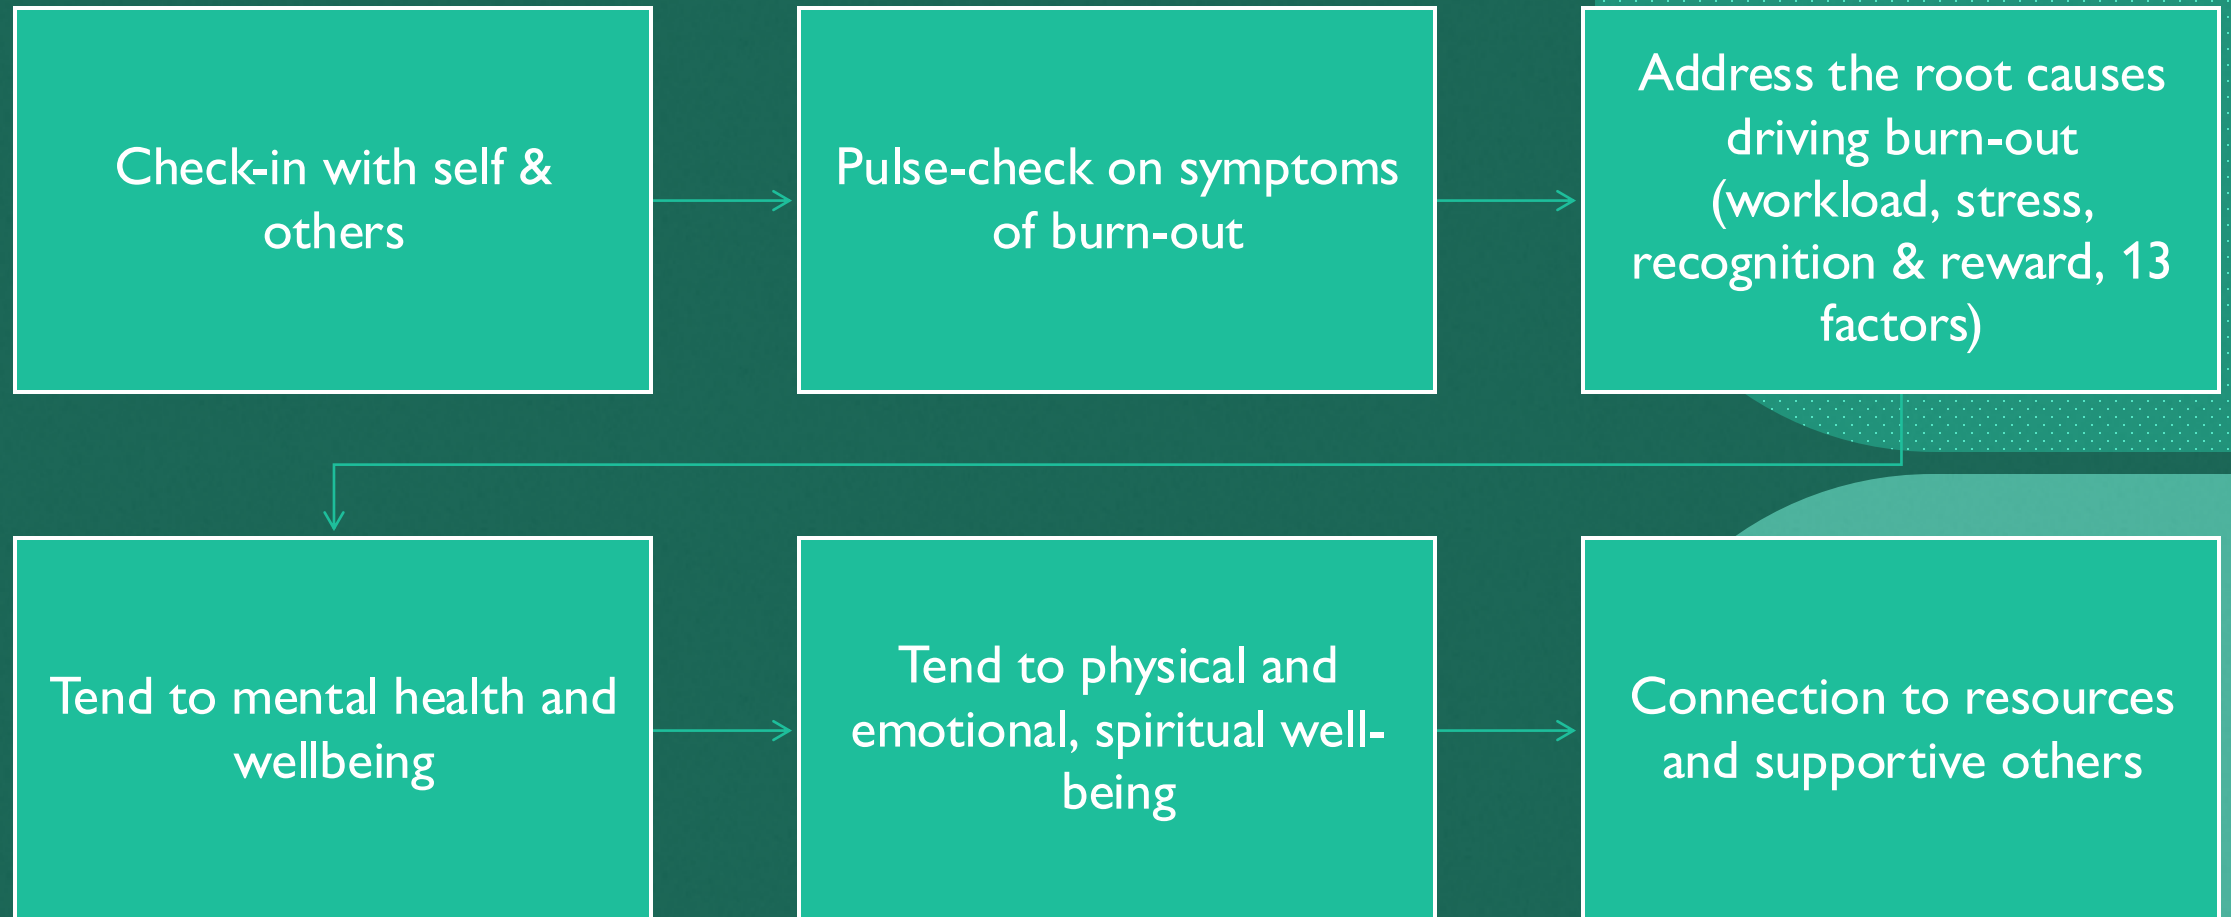 Check-in with self &
others
Pulse-check on symptoms
of burn-out
Address the root causes
driving burn-out
(workload, stress,
recognition & reward, 13
factors)
Tend to mental health and
wellbeing
Tend to physical and
emotional, spiritual well-
being
Connection to resources
and supportive others